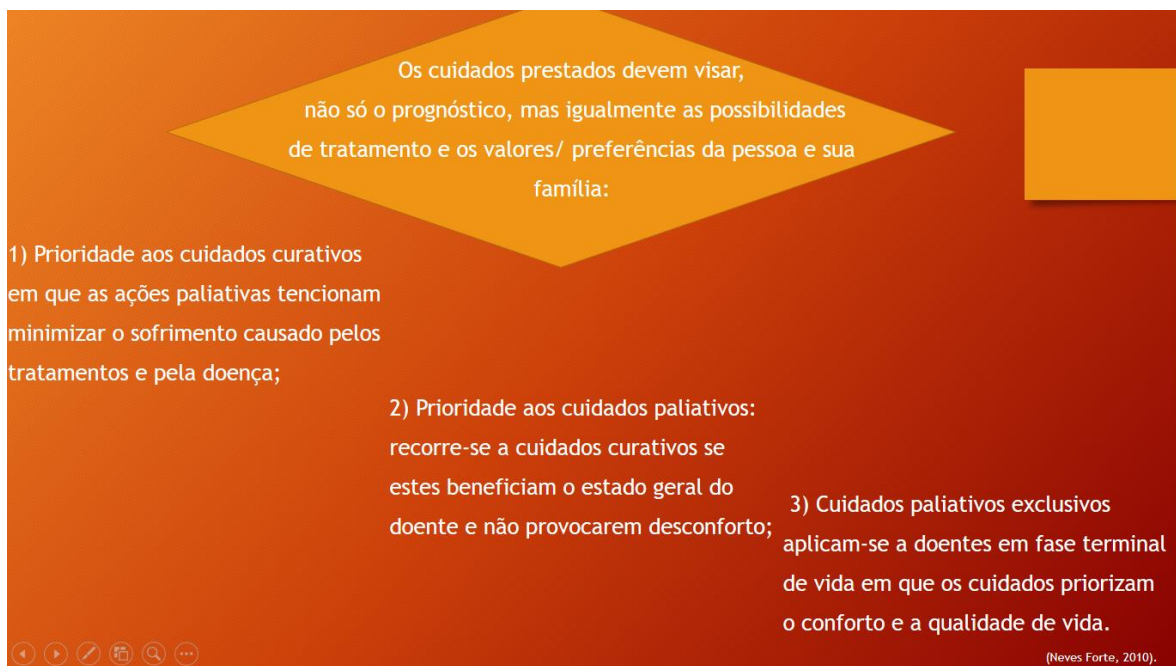 Os cuidados prestados devem visar,
não só o prognóstico, mas igualmente as possibilidades
de tratamento e os valores/ preferências da pessoa e sua
família:
1) Prioridade aos cuidados curativos
em que as ações paliativas tencionam
minimizar o sofrimento causado pelos
tratamentos e pela doença;
2) Prioridade aos cuidados paliativos:
recorre-se a cuidados curativos se
estes beneficiam o estado geral do
doente e não provocarem desconforto;
3) Cuidados paliativos exclusivos
aplicam-se a doentes em fase terminal
de vida em que os cuidados priorizam
o conforto e a qualidade de vida.
(Neves Forte, 2010).